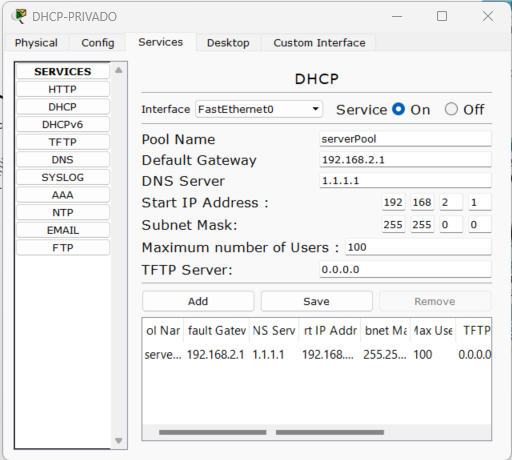 DHCP-PRIVADO
Physical Config Services Desktop Custom Interface
SERVICES
HTTP
DHCP
DHCPv6
TFTP
DNS
SYSLOG
AAA
NTP
EMAIL
FTP
DHCP
Interface FastEthernet0 Service On Off
Pool Name serverPool
Default Gateway 192.168.2.1
DNS Server 1.1.1.1
Start IP Address : 192 168 2 1
Subnet Mask: 255 255 0 0
Maximum number of Users : 100
TFTP Server: 0.0.0.0
Add Save Remove
ol Nar fault Gatev NS Serv rt IP Addr bnet Ma Max Use TFTP
serve... 192.168.2.1 1.1.1.1 192.168.... 255.25... 100 0.0.0.0